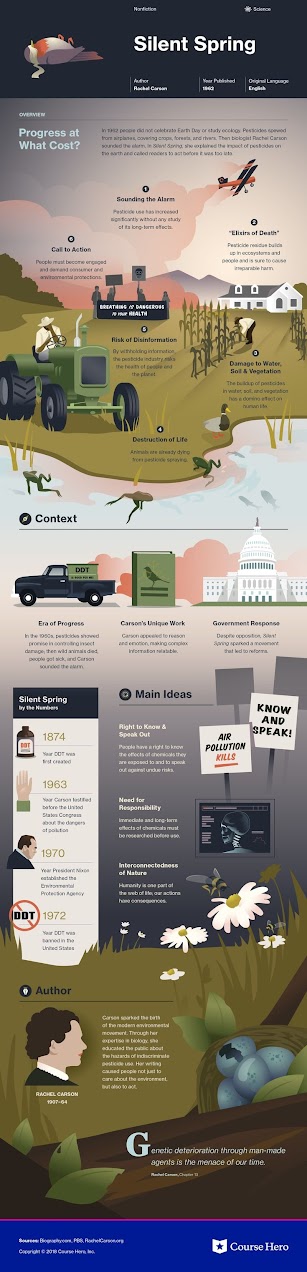 Nonfiction
Science
Silent Spring
Author
Rachel Carson
Year Published
1962
Original Language
English
OVERVIEW
Progress at
What Cost?
In 1962 people did not celebrate Earth Day or study ecology. Pesticides spewed
from airplanes, covering crops, forests, and rivers. Then biologist Rachel Carson
sounded the alarm. In Silent Spring, she explained the impact of pesticides on
the earth and called readers to act before it was too late.
1
Sounding the Alarm
Pesticide use has increased
significantly without any study
of its long-term effects.
2
"Elixirs of Death"
Pesticide residue builds
up in ecosystems and
people and is sure to cause
irreparable harm.
6
Call to Action
People must become engaged
and demand consumer and
environmental protections.
BREATHING IS DANGEROUS
TO YOUR HEALTH
5
Risk of Disinformation
By withholding information,
the pesticide industry risks
the health of people and
the planet.
3
Damage to Water,
Soil & Vegetation
The buildup of pesticides
in water, soil, and vegetation
has a domino effect on
human life.
4
Destruction of Life
Animals are already dying
from pesticide spraying.
Context
DDT
Era of Progress
In the 1960s, pesticides showed
promise in controlling insect
damage; then wild animals died,
people got sick, and Carson
sounded the alarm.
Carson's Unique Work
Carson appealed to reason
and emotion, making complex
information relatable.
Government Response
Despite opposition, Silent
Spring sparked a movement
that led to reforms.
Silent Spring
by the Numbers
DDT
1874
Year DDT was
first created
1963
Year Carson testified
before the United
States Congress
about the dangers
of pollution
1970
Year President Nixon
established the
Environmental
Protection Agency
DDT
1972
Year DDT was
banned in the
United States
Main Ideas
Right to Know &
Speak Out
People have a right to know
the effects of chemicals they
are exposed to and to speak
out against undue risks.
AIR
POLLUTION
KILLS
KNOW
AND
SPEAK!
Need for
Responsibility
Immediate and long-term
effects of chemicals must
be researched before use.
Interconnectedness
of Nature
Humanity is one part of
the web of life; our actions
have consequences.
Author
Carson sparked the birth
of the modern environmental
movement. Through her
expertise in biology, she
educated the public about
the hazards of indiscriminate
pesticide use. Her writing
caused people not just to
care about the environment,
but also to act.
RACHEL CARSON
1907–64
Genetic deterioration through man-made
agents is the menace of our time.
Rachel Carson, Chapter 13
Sources: Biography.com, PBS, RachelCarson.org
Copyright © 2018 Course Hero, Inc.
Course Hero